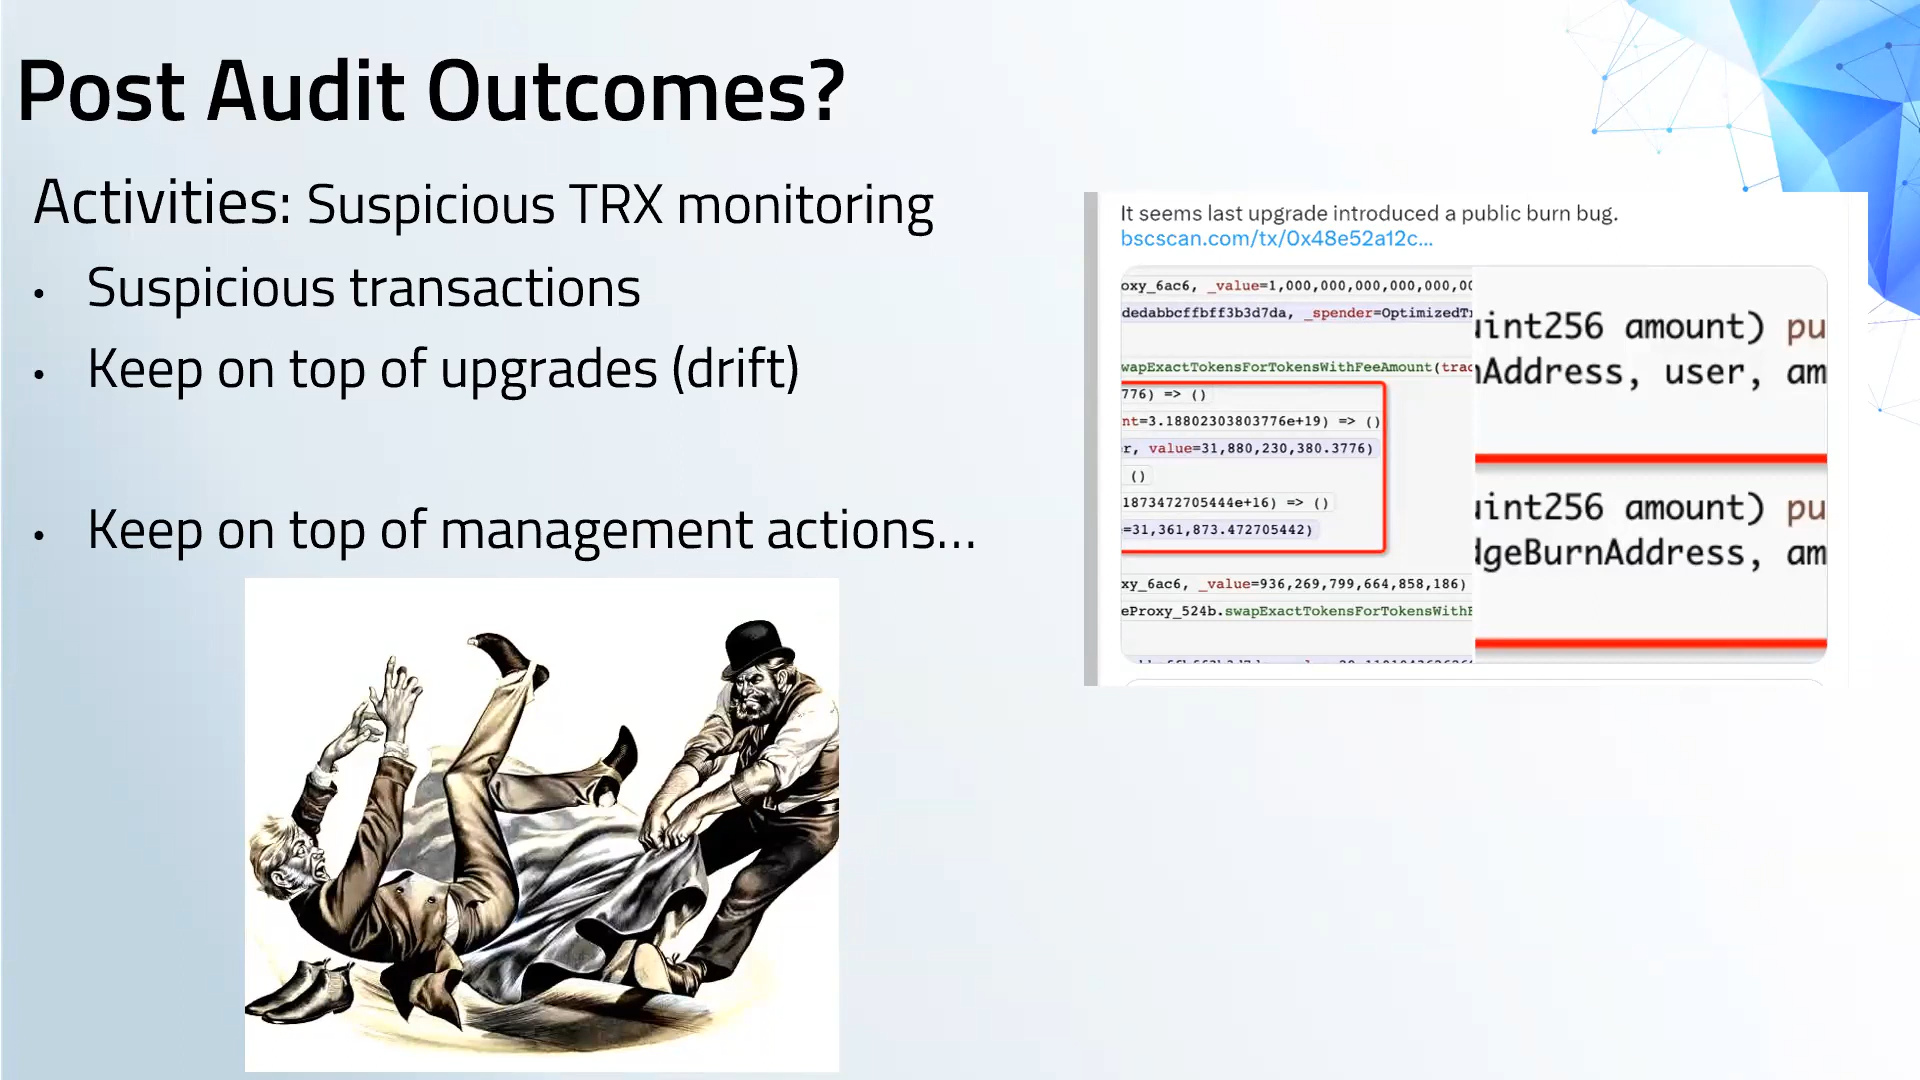 Post Audit Outcomes?
Activities: Suspicious TRX monitoring
• Suspicious transactions
• Keep on top of upgrades (drift)
• Keep on top of management actions...
It seems last upgrade introduced a public burn bug.
bscscan.com/tx/0x48e52a12c...
oxy_6ac6, _value=1,000,000,000,000,000,00
dedabbcffbff3b3d7da, _spender=OptimizedT
wapExactTokensForTokensWithFeeAmount(trac
776) => ()
nt=3.18802303803776e+19) => ()
r, value=31,880,230,380.3776)
()
1873472705444e+16) => ()
=31,361,873.472705442)
xy_6ac6, _value=936,269,799,664,858,186)
eProxy_524b.swapExactTokensForTokensWith
uint256 amount) pu
Address, user, am
uint256 amount) pu
dgeBurnAddress, am